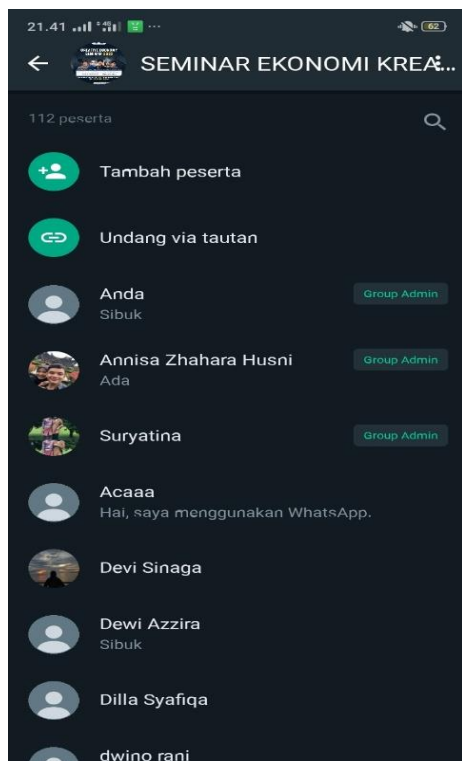 21.41
62
SEMINAR EKONOMI KREA...
112 peserta
Tambah peserta
Undang via tautan
Anda
Group Admin
Sibuk
Annisa Zhahara Husni
Group Admin
Ada
Suryatina
Group Admin
Acaaa
Hai, saya menggunakan WhatsApp.
Devi Sinaga
Dewi Azzira
Sibuk
Dilla Syafiqa
dwino rani